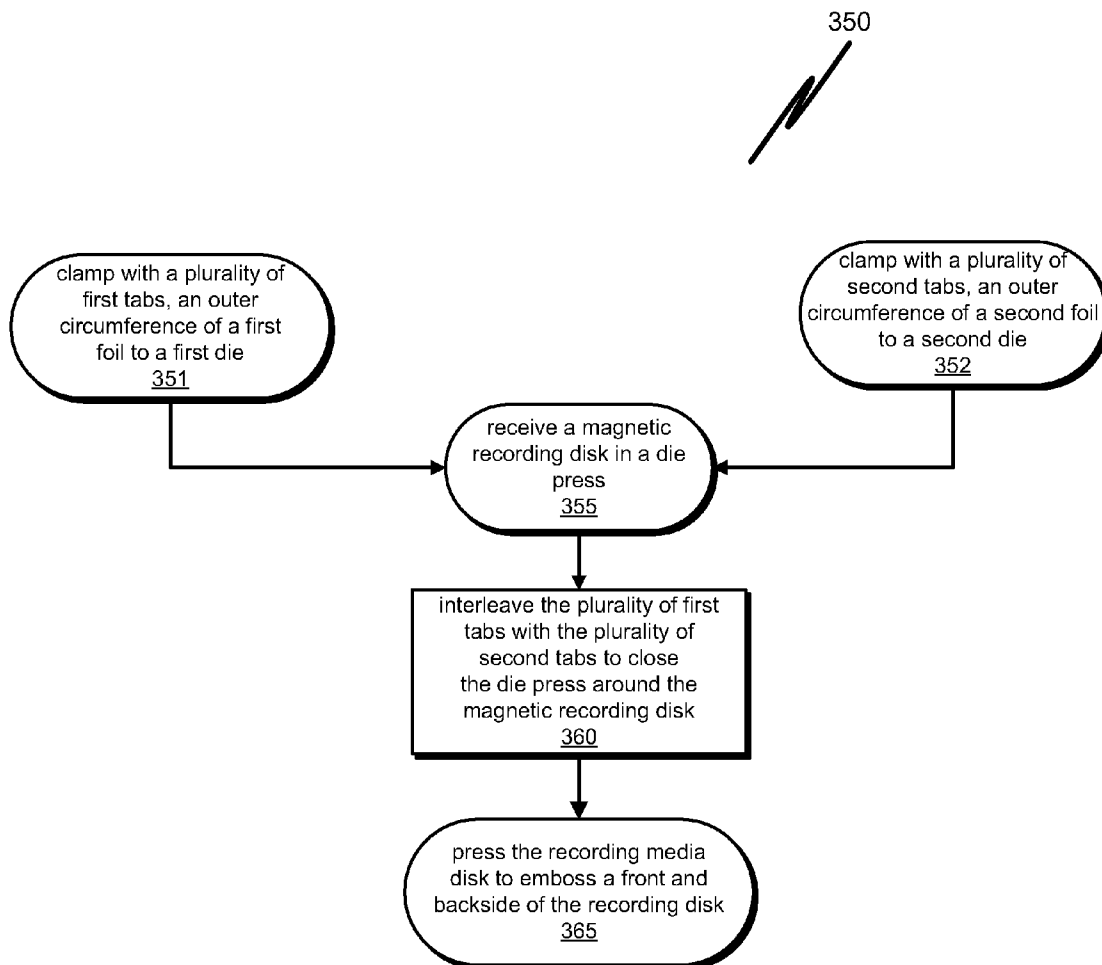 350
clamp with a plurality of
first tabs, an outer
circumference of a first
foil to a first die
351
clamp with a plurality of
second tabs, an outer
circumference of a second foil
to a second die
352
receive a magnetic
recording disk in a die
press
355
interleave the plurality of first
tabs with the plurality of
second tabs to close
the die press around the
magnetic recording disk
360
press the recording media
disk to emboss a front and
backside of the recording disk
365